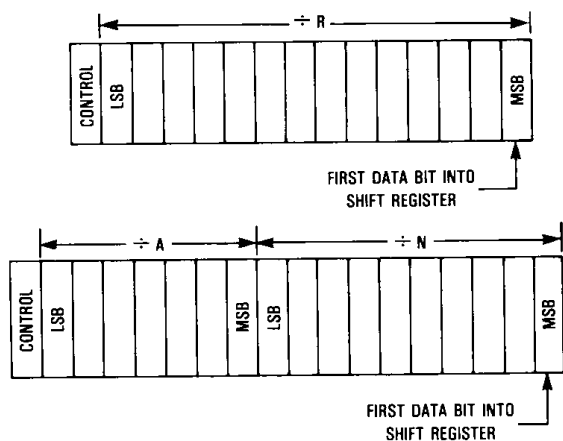 ÷ R
CONTROL
LSB
MSB
FIRST DATA BIT INTO
SHIFT REGISTER
÷ A
÷ N
CONTROL
LSB
MSB
LSB
MSB
FIRST DATA BIT INTO
SHIFT REGISTER